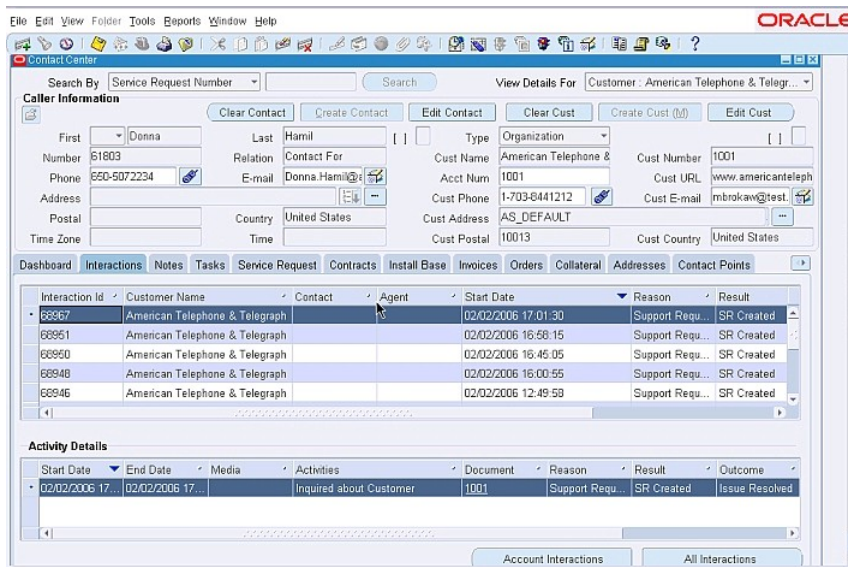 File Edit View Folder Tools Reports Window Help
ORACLE
Contact Center
Search By Service Request Number Search View Details For Customer : American Telephone & Telegr...
Caller Information
Clear Contact Create Contact Edit Contact Clear Cust Create Cust (M) Edit Cust
First Donna Last Hamil [ ] Type Organization [ ]
Number 61803 Relation Contact For Cust Name American Telephone & Cust Number 1001
Phone 650-5072234 E-mail Donna.Hamil@ Acct Num 1001 Cust URL www.americanteleph
Address Cust Phone 1-703-8441212 Cust E-mail mbrokaw@test.
Postal Country United States Cust Address AS_DEFAULT
Time Zone Time Cust Postal 10013 Cust Country United States
Dashboard Interactions Notes Tasks Service Request Contracts Install Base Invoices Orders Collateral Addresses Contact Points
Interaction Id Customer Name Contact Agent Start Date Reason Result
68967 American Telephone & Telegraph 02/02/2006 17:01:30 Support Requ... SR Created
68951 American Telephone & Telegraph 02/02/2006 16:58:15 Support Requ... SR Created
68950 American Telephone & Telegraph 02/02/2006 16:45:05 Support Requ... SR Created
68948 American Telephone & Telegraph 02/02/2006 16:00:55 Support Requ... SR Created
68946 American Telephone & Telegraph 02/02/2006 12:49:58 Support Requ... SR Created
Activity Details
Start Date End Date Media Activities Document Reason Result Outcome
02/02/2006 17... 02/02/2006 17... Inquired about Customer 1001 Support Requ... SR Created Issue Resolved
Account Interactions All Interactions